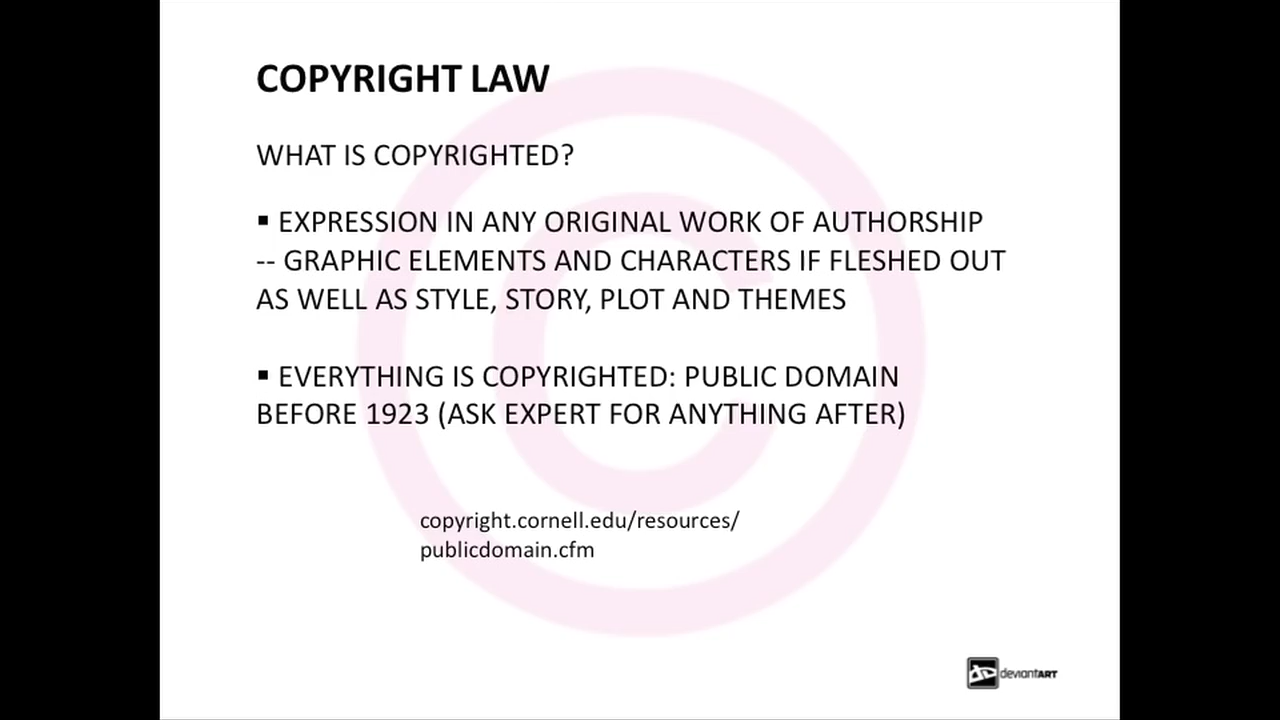 COPYRIGHT LAW
WHAT IS COPYRIGHTED?
▪ EXPRESSION IN ANY ORIGINAL WORK OF AUTHORSHIP
-- GRAPHIC ELEMENTS AND CHARACTERS IF FLESHED OUT
AS WELL AS STYLE, STORY, PLOT AND THEMES
▪ EVERYTHING IS COPYRIGHTED: PUBLIC DOMAIN
BEFORE 1923 (ASK EXPERT FOR ANYTHING AFTER)
copyright.cornell.edu/resources/
publicdomain.cfm
deviantART